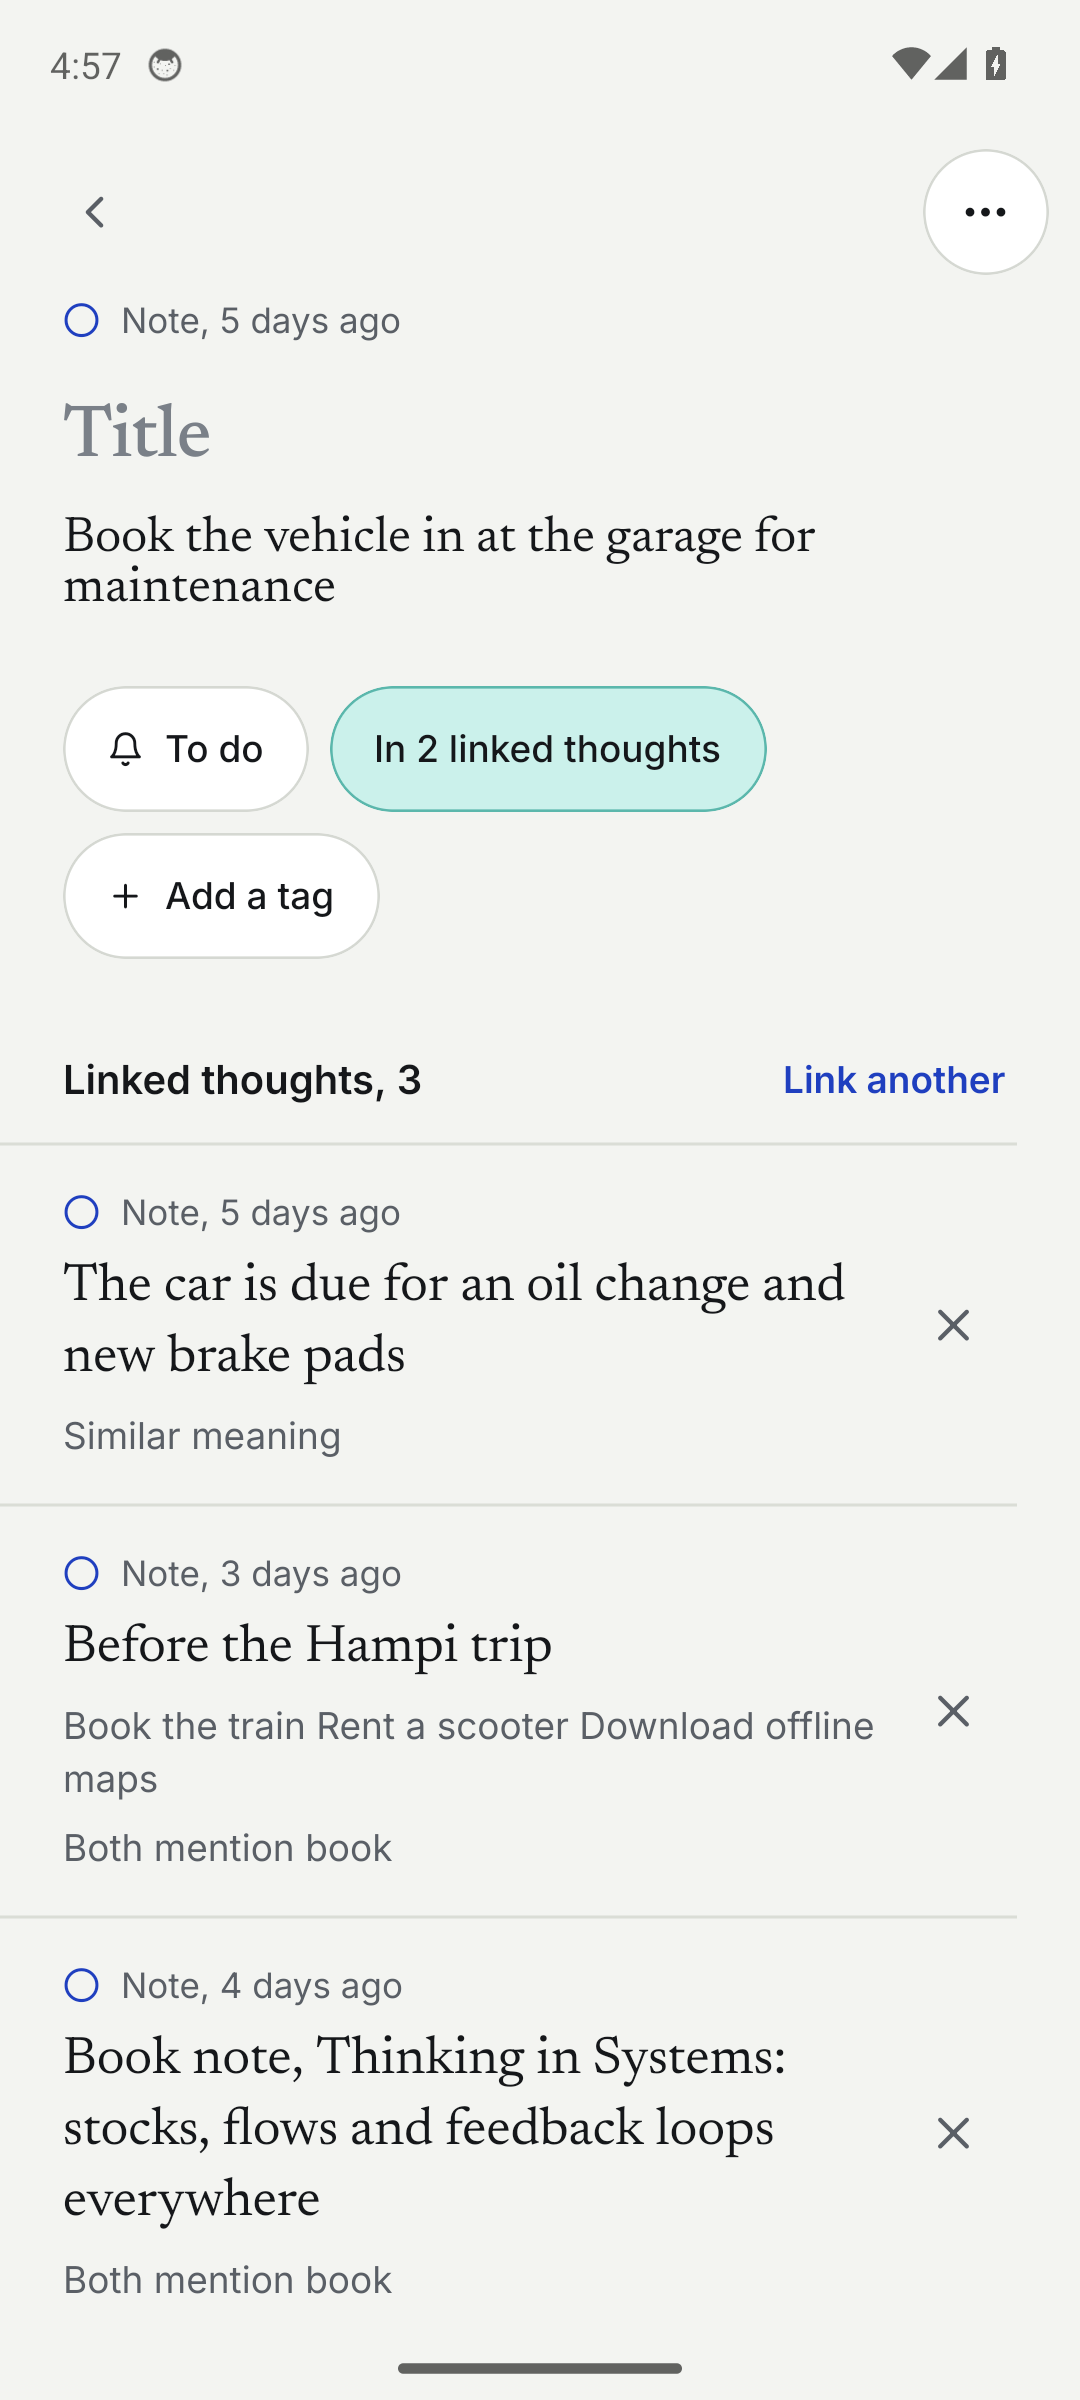 4:57
Note, 5 days ago
Title
Book the vehicle in at the garage for
maintenance
To do
In 2 linked thoughts
Add a tag
Linked thoughts, 3
Link another
Note, 5 days ago
The car is due for an oil change and
new brake pads
Similar meaning
Note, 3 days ago
Before the Hampi trip
Book the train Rent a scooter Download offline
maps
Both mention book
Note, 4 days ago
Book note, Thinking in Systems:
stocks, flows and feedback loops
everywhere
Both mention book